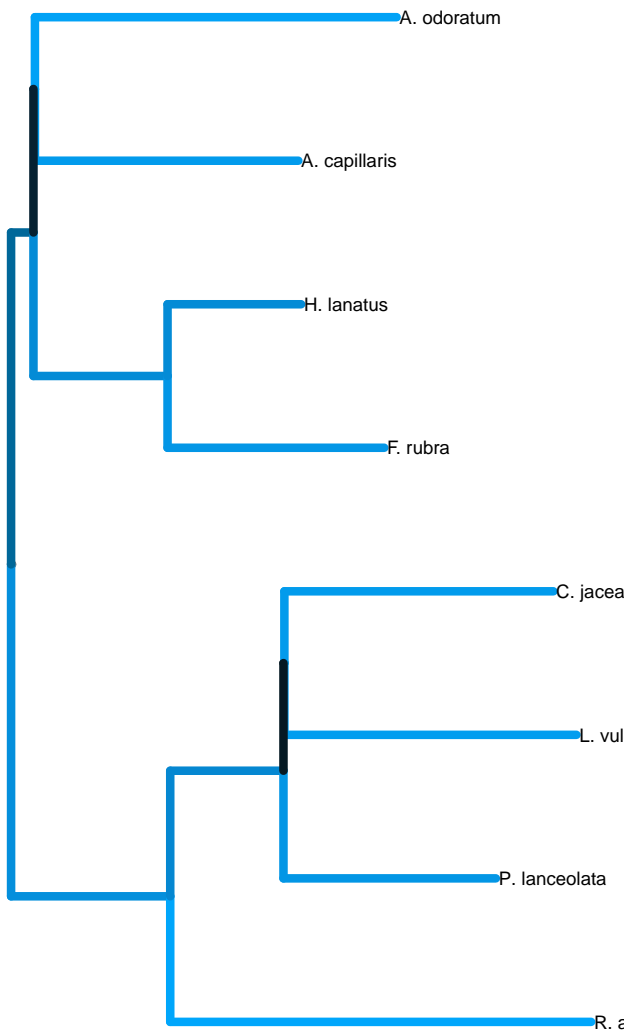 A. odoratum
A. capillaris
H. lanatus
F. rubra
C. jacea
L. vul
P. lanceolata
R. a